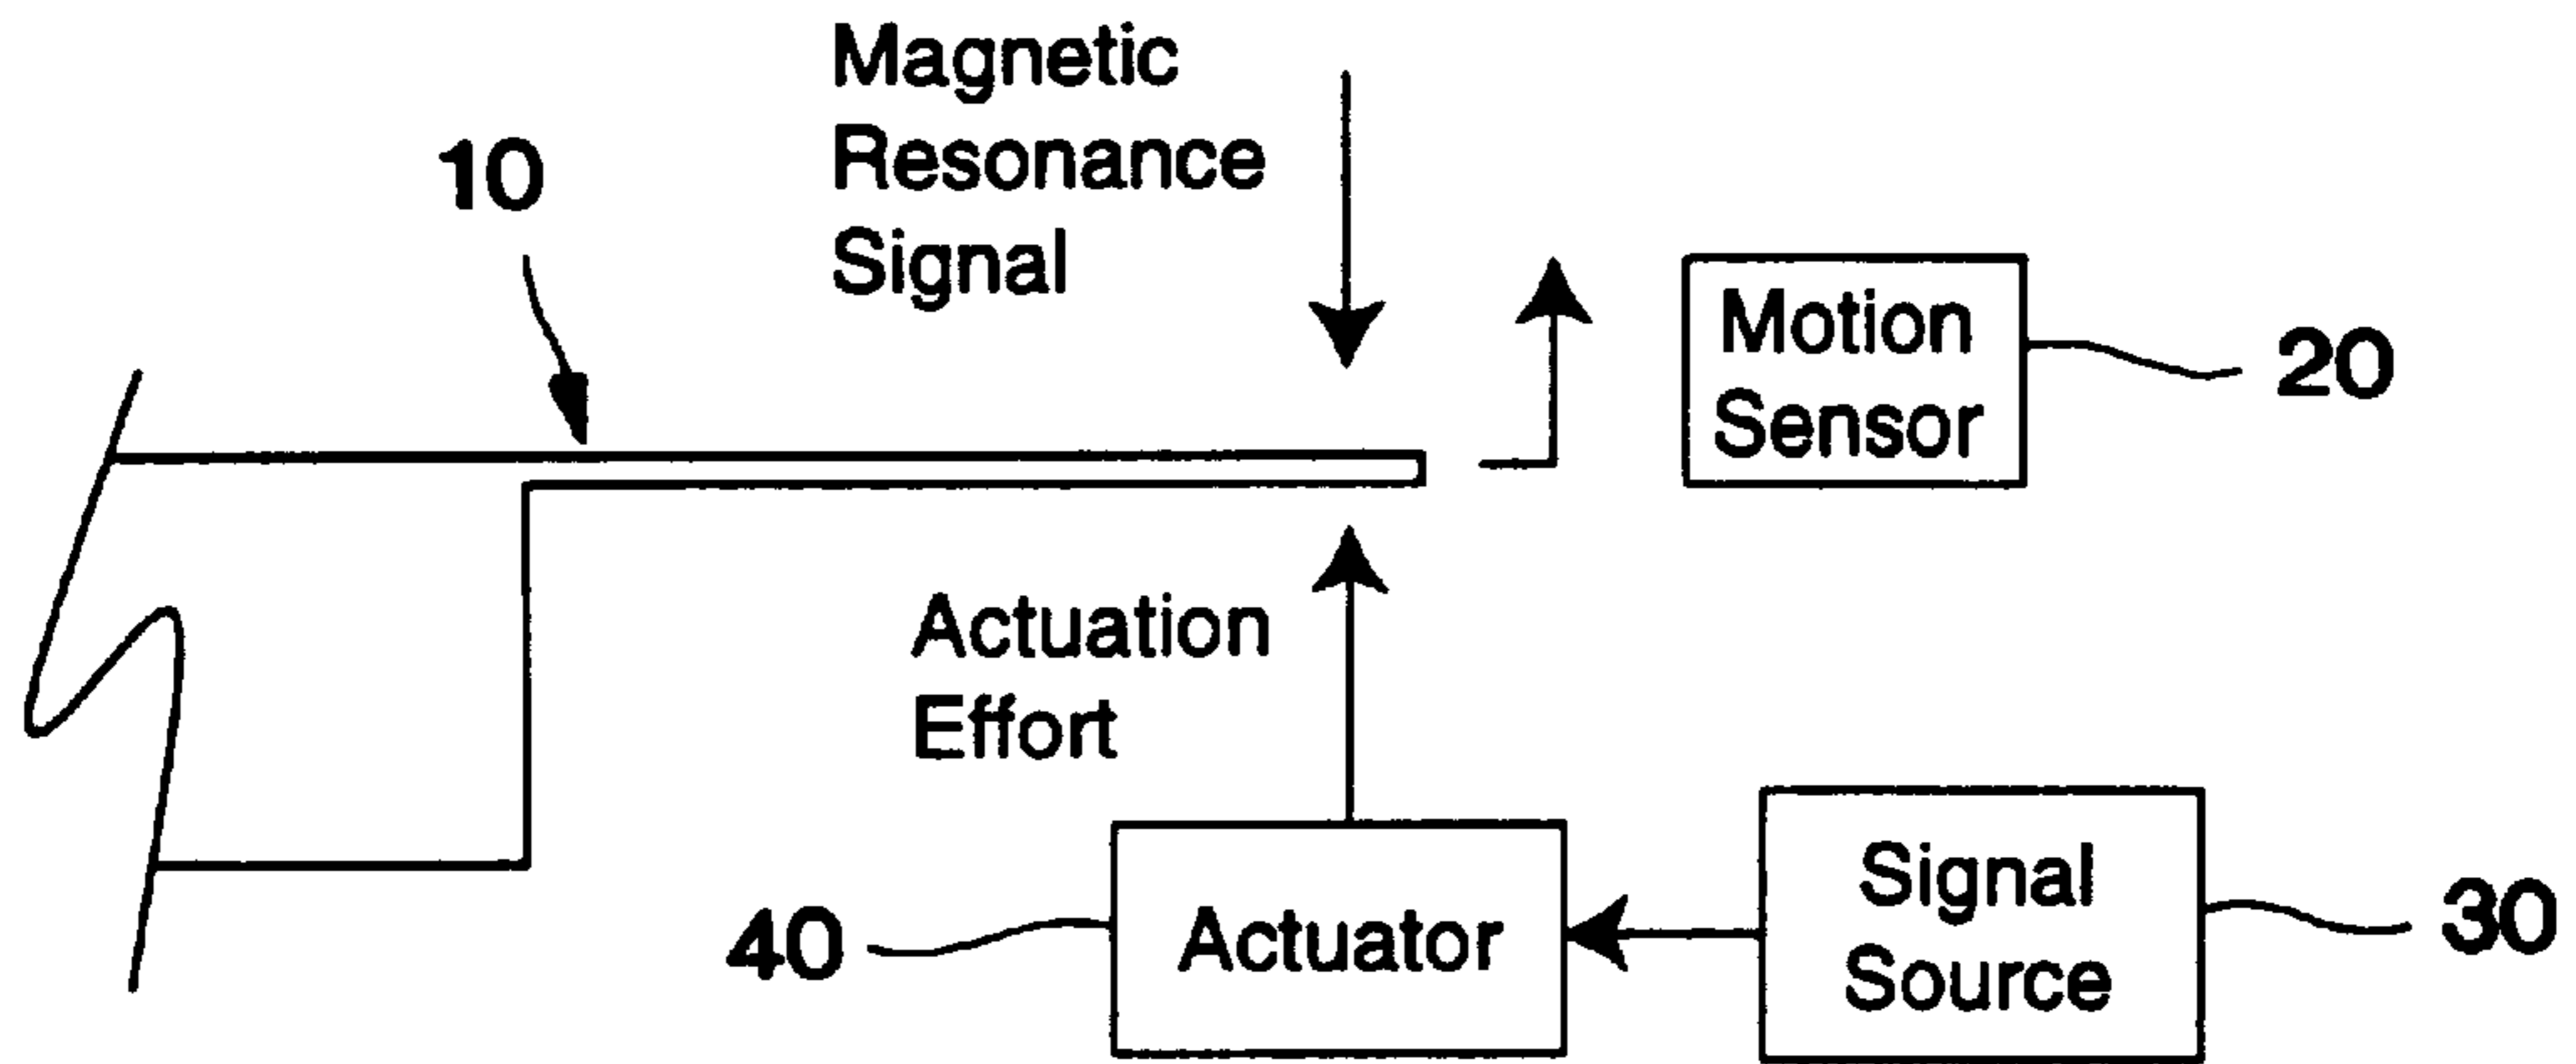 Magnetic
Resonance
Signal
10
Motion
Sensor
20
Actuation
Effort
40
Actuator
Signal
Source
30